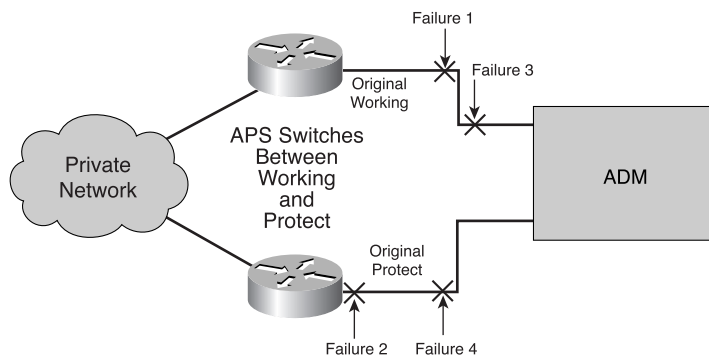 Failure 1
Failure 3
Original
Working
APS Switches
Between
Working
and
Protect
Private
Network
ADM
Original
Protect
Failure 2
Failure 4